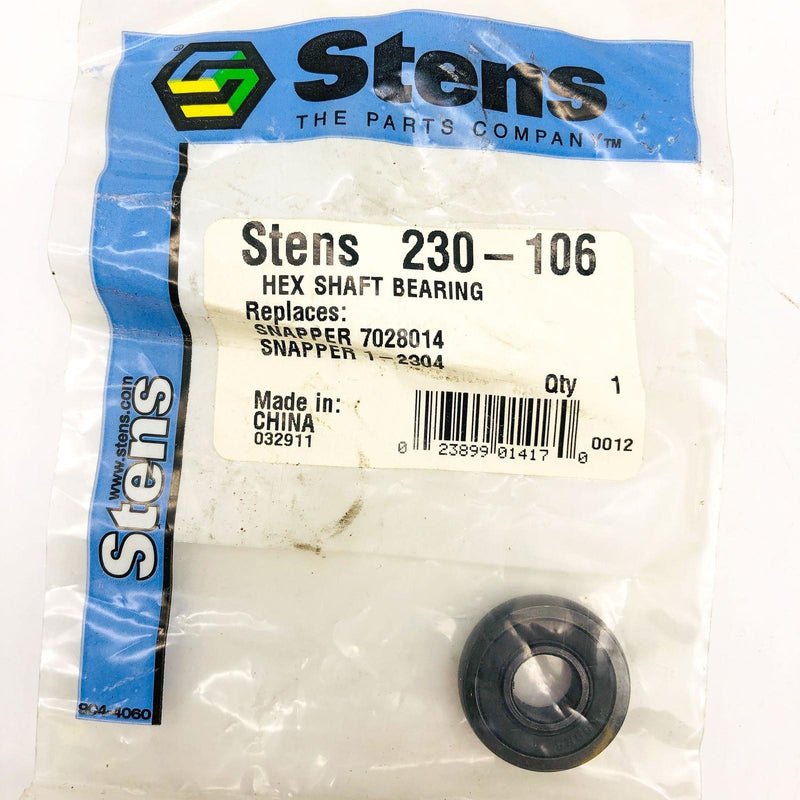 ® Stens
THE PARTS COMPANY™
Stens 230-106
HEX SHAFT BEARING
Replaces:
SNAPPER 7028014
SNAPPER 1-2304
Qty 1
Made in:
CHINA
032911
0 23899 01417 0 0012
www.stens.com
Stens
904-4060